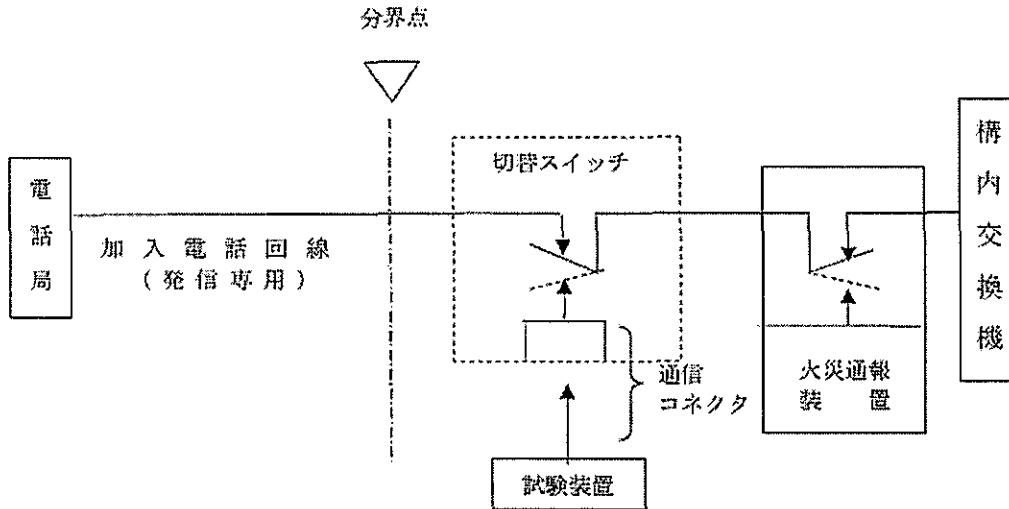 分界点
電話局
加入電話回線
(発信専用)
切替スイッチ
通信
コネクタ
試験装置
火災通報
装置
構内交換機